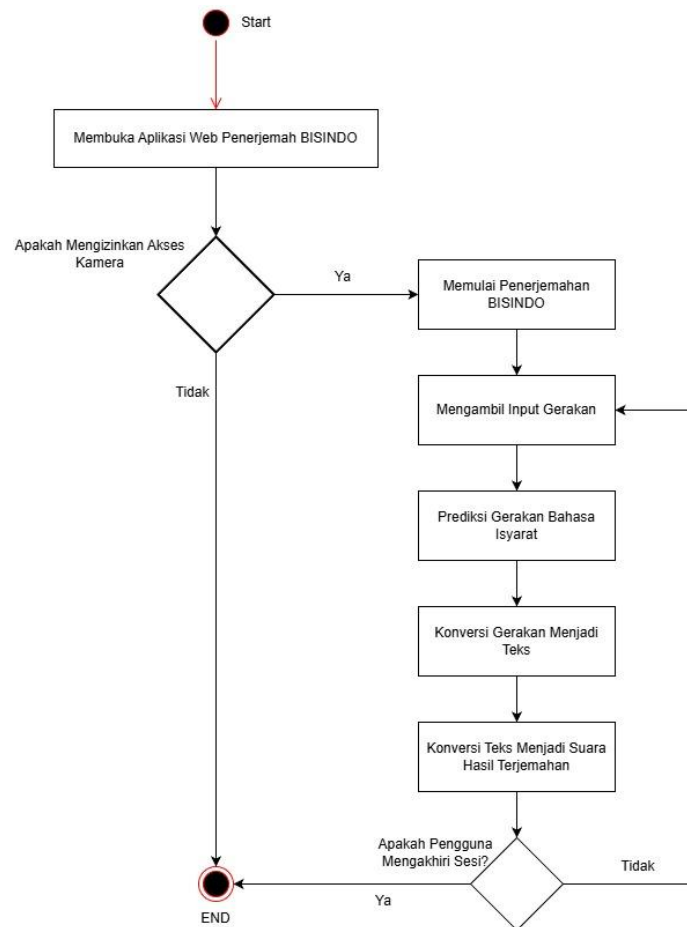 Start
Membuka Aplikasi Web Penerjemah BISINDO
Apakah Mengizinkan Akses
Kamera
Ya
Memulai Penerjemahan
BISINDO
Tidak
Mengambil Input Gerakan
Prediksi Gerakan Bahasa
Isyarat
Konversi Gerakan Menjadi
Teks
Konversi Teks Menjadi Suara
Hasil Terjemahan
Apakah Pengguna
Mengakhiri Sesi?
Tidak
Ya
END